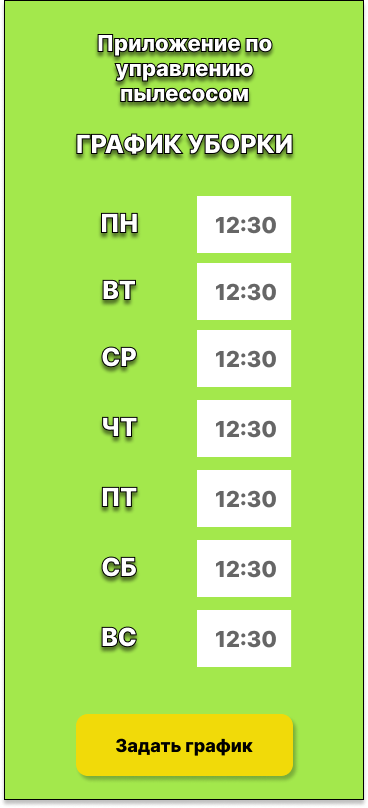 Приложение по
управлению
пылесосом
ГРАФИК УБОРКИ
ПН 12:30
ВТ 12:30
СР 12:30
ЧТ 12:30
ПТ 12:30
СБ 12:30
ВС 12:30
Задать график